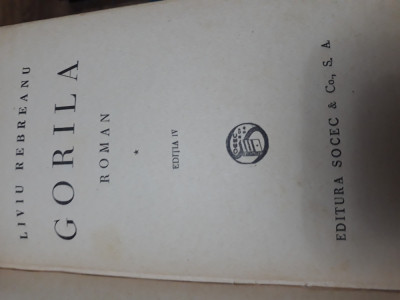 LIVIU REBREANU
GORILA
ROMAN
*
EDIȚIA IV
EDITURA SOCEC & Co., S. A.